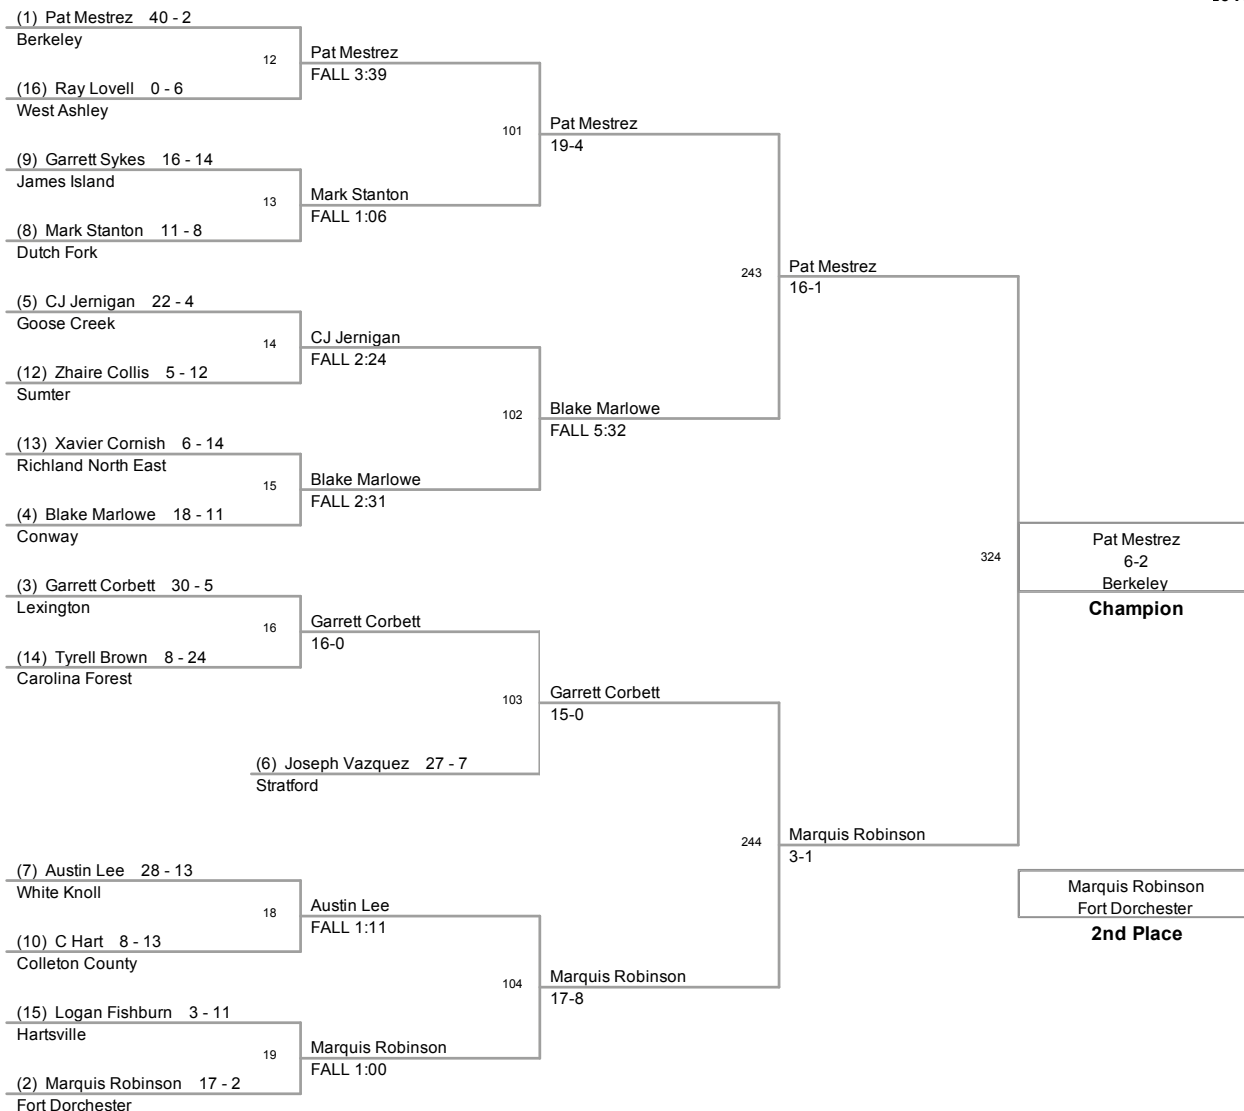 (1) Pat Mestrez 40 - 2
Berkeley
12
Pat Mestrez
FALL 3:39
(16) Ray Lovell 0 - 6
West Ashley
101
Pat Mestrez
19-4
(9) Garrett Sykes 16 - 14
James Island
13
Mark Stanton
FALL 1:06
(8) Mark Stanton 11 - 8
Dutch Fork
243
Pat Mestrez
16-1
(5) CJ Jernigan 22 - 4
Goose Creek
14
CJ Jernigan
FALL 2:24
(12) Zhaire Collis 5 - 12
Sumter
102
Blake Marlowe
FALL 5:32
(13) Xavier Cornish 6 - 14
Richland North East
15
Blake Marlowe
FALL 2:31
(4) Blake Marlowe 18 - 11
Conway
324
Pat Mestrez
6-2
Berkeley
Champion
(3) Garrett Corbett 30 - 5
Lexington
16
Garrett Corbett
16-0
(14) Tyrell Brown 8 - 24
Carolina Forest
103
Garrett Corbett
15-0
(6) Joseph Vazquez 27 - 7
Stratford
244
Marquis Robinson
3-1
(7) Austin Lee 28 - 13
White Knoll
18
Austin Lee
FALL 1:11
(10) C Hart 8 - 13
Colleton County
Marquis Robinson
Fort Dorchester
2nd Place
104
Marquis Robinson
17-8
(15) Logan Fishburn 3 - 11
Hartsville
19
Marquis Robinson
FALL 1:00
(2) Marquis Robinson 17 - 2
Fort Dorchester